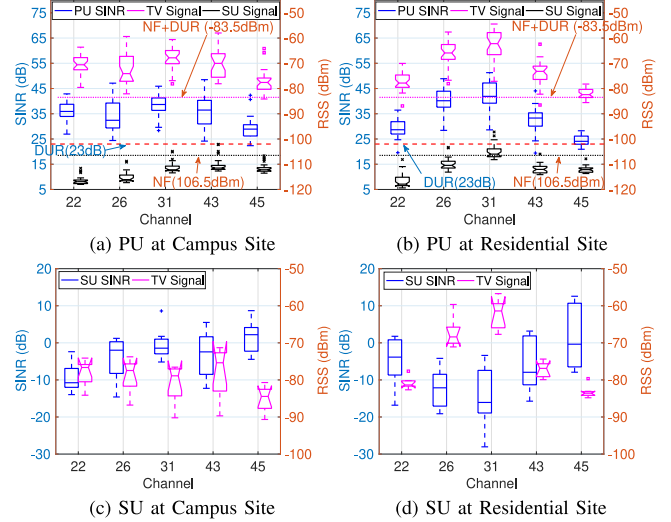 PU SINR TV Signal SU Signal
NF+DUR (-83.5dBm)
75
65
55
45
35
25
15
5
SINR (dB)
-50
-60
-70
-80
-90
-100
-110
-120
RSS (dBm)
DUR(23dB)
NF(106.5dBm)
22 26 31 43 45
Channel
(a) PU at Campus Site
PU SINR TV Signal SU Signal
NF+DUR (-83.5dBm)
75
65
55
45
35
25
15
5
SINR (dB)
-50
-60
-70
-80
-90
-100
-110
-120
RSS (dBm)
DUR(23dB)
NF(106.5dBm)
22 26 31 43 45
Channel
(b) PU at Residential Site
SU SINR TV Signal
20
10
0
-10
-20
-30
SINR (dB)
-50
-60
-70
-80
-90
-100
RSS (dBm)
22 26 31 43 45
Channel
(c) SU at Campus Site
SU SINR TV Signal
20
10
0
-10
-20
-30
SINR (dB)
-50
-60
-70
-80
-90
-100
RSS (dBm)
22 26 31 43 45
Channel
(d) SU at Residential Site